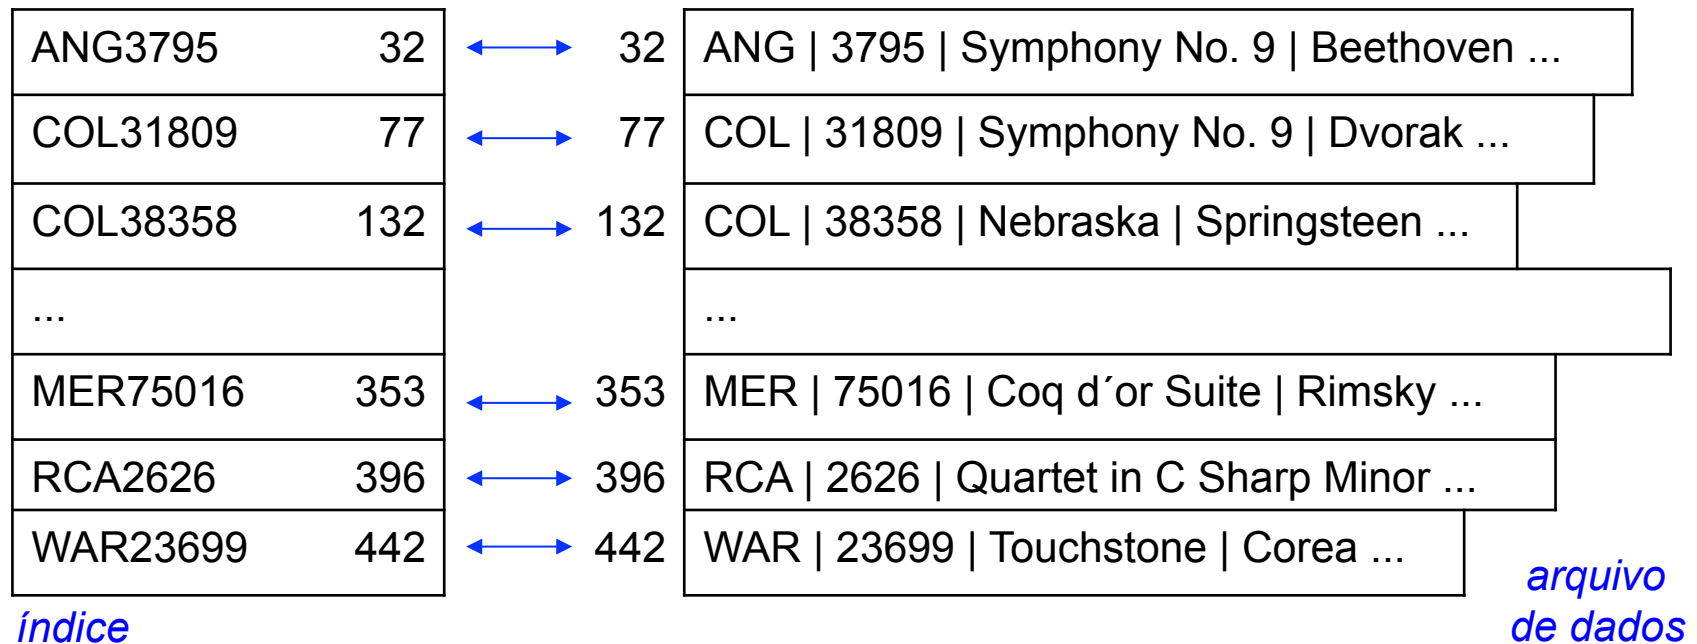 ANG3795 32 32 ANG | 3795 | Symphony No. 9 | Beethoven ...
COL31809 77 77 COL | 31809 | Symphony No. 9 | Dvorak ...
COL38358 132 132 COL | 38358 | Nebraska | Springsteen ...
... ...
MER75016 353 353 MER | 75016 | Coq d´or Suite | Rimsky ...
RCA2626 396 396 RCA | 2626 | Quartet in C Sharp Minor ...
WAR23699 442 442 WAR | 23699 | Touchstone | Corea ...
índice
arquivo
de dados